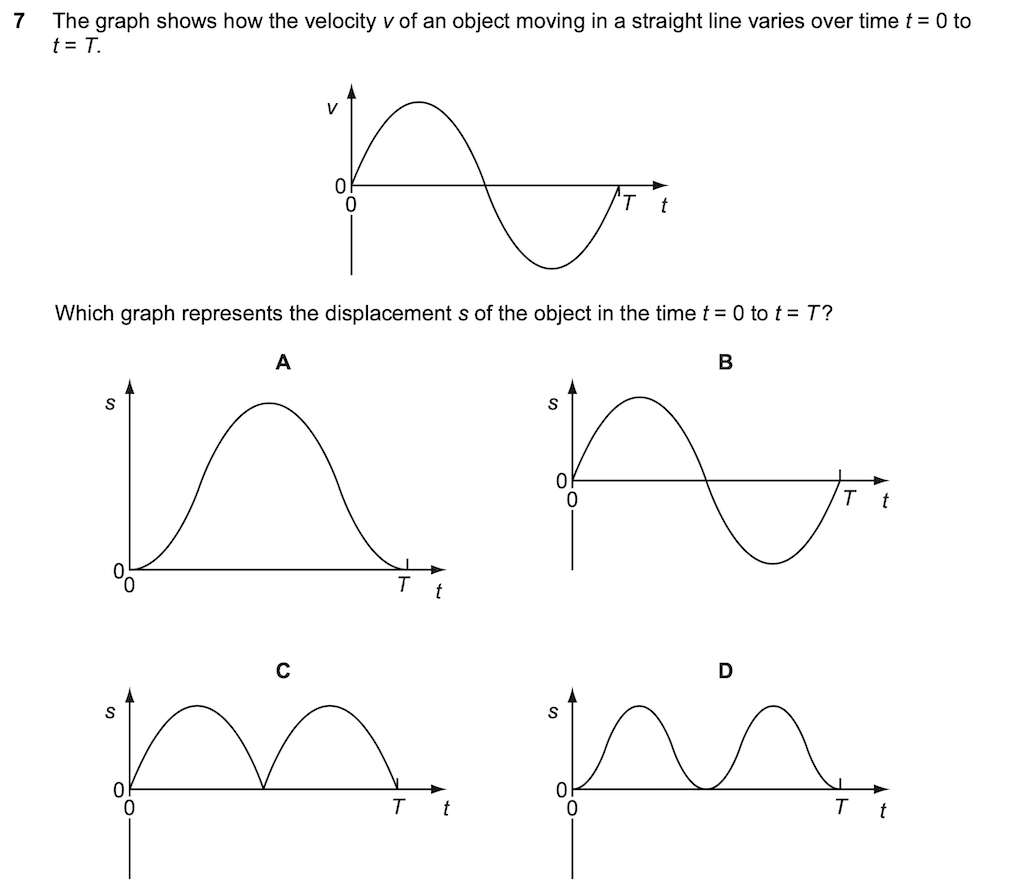 7 The graph shows how the velocity v of an object moving in a straight line varies over time t = 0 to
t = T.
v
0
0
T t
Which graph represents the displacement s of the object in the time t = 0 to t = T?
A
B
s
s
0
0
T t
0
0
T t
C
D
s
s
0
0
T t
0
0
T t